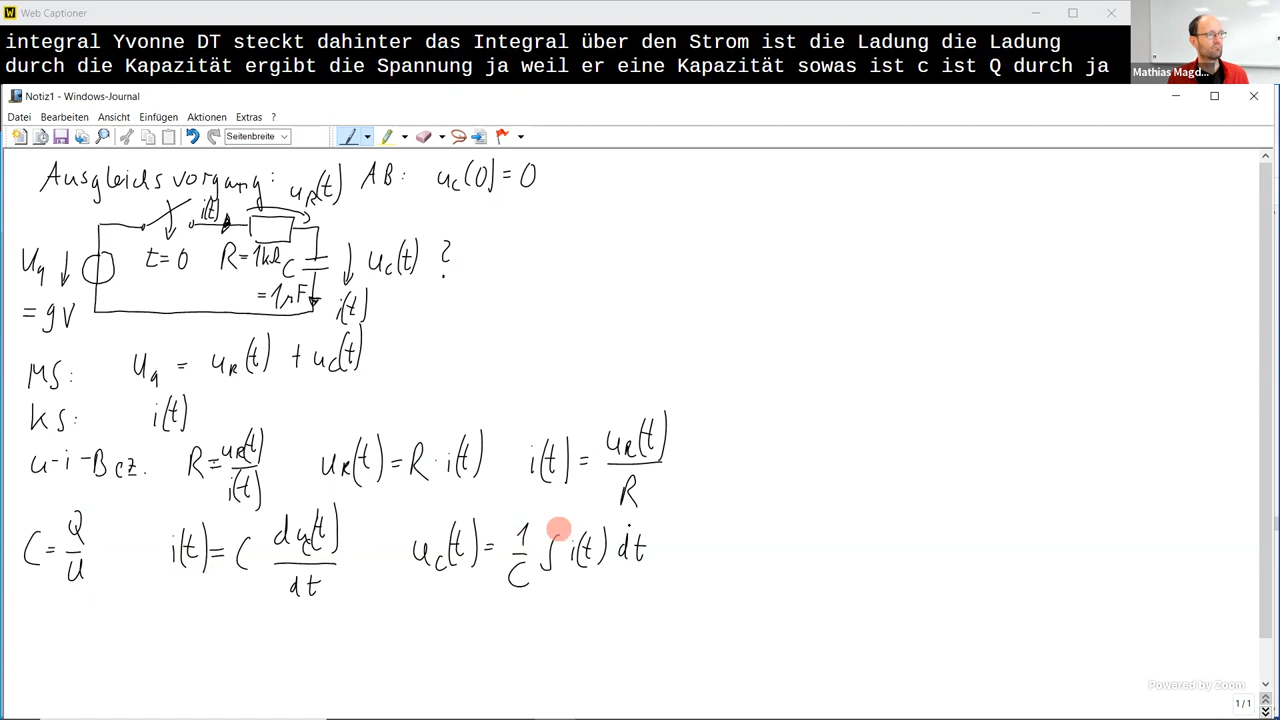 Web Captioner
integral Yvonne DT steckt dahinter das Integral über den Strom ist die Ladung die Ladung
durch die Kapazität ergibt die Spannung ja weil er eine Kapazität sowas ist c ist Q durch ja
Mathias Magd...
Notiz1 - Windows-Journal
Datei Bearbeiten Ansicht Einfügen Aktionen Extras ?
Seitenbreite
Ausgleichsvorgang: u_R(t) AB: u_C(0) = 0
i(t)
U_q t=0 R=1kΩ C u_C(t) ?
= 9V =1µF i(t)
MS: U_q = u_R(t) + u_C(t)
KS: i(t)
u-i-Bez. R = u_R(t)/i(t) u_R(t) = R · i(t) i(t) = u_R(t)/R
C = Q/U i(t) = C du_C(t)/dt u_C(t) = 1/C ∫ i(t) dt
Powered by Zoom
1/1